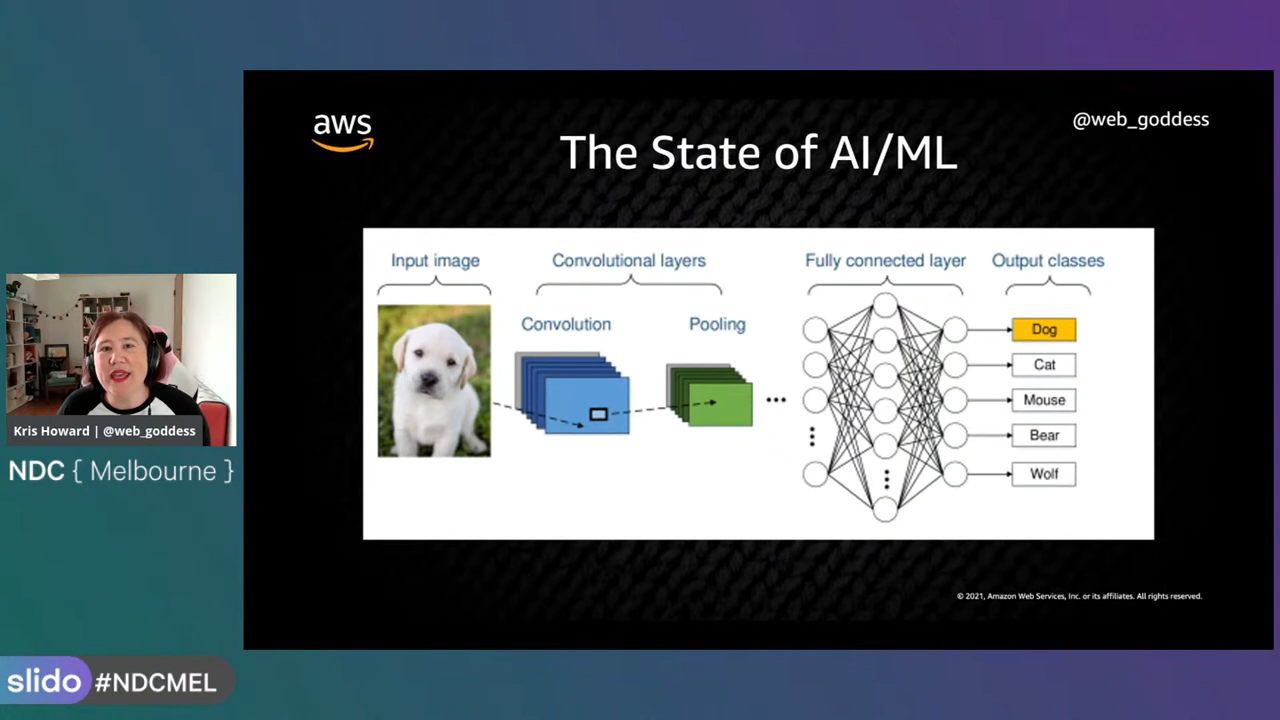 aws
@web_goddess
The State of AI/ML
Input image
Convolutional layers
Fully connected layer
Output classes
Convolution
Pooling
Dog
Cat
Mouse
Bear
Wolf
© 2021, Amazon Web Services, Inc. or its affiliates. All rights reserved.
Kris Howard | @web_goddess
NDC { Melbourne }
slido #NDCMEL